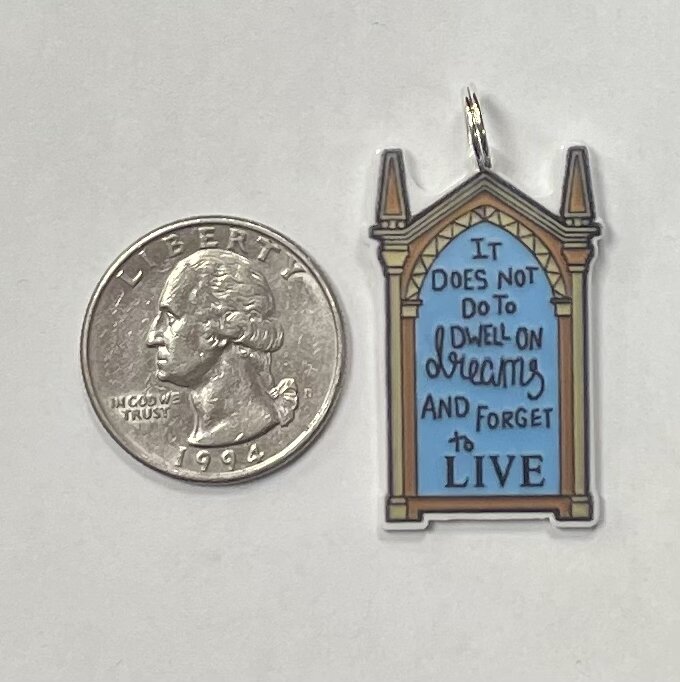 LIBERTY
IN GOD WE
TRUST
1994
IT
DOES NOT
DO TO
DWELL ON
dreams
AND FORGET
to
LIVE